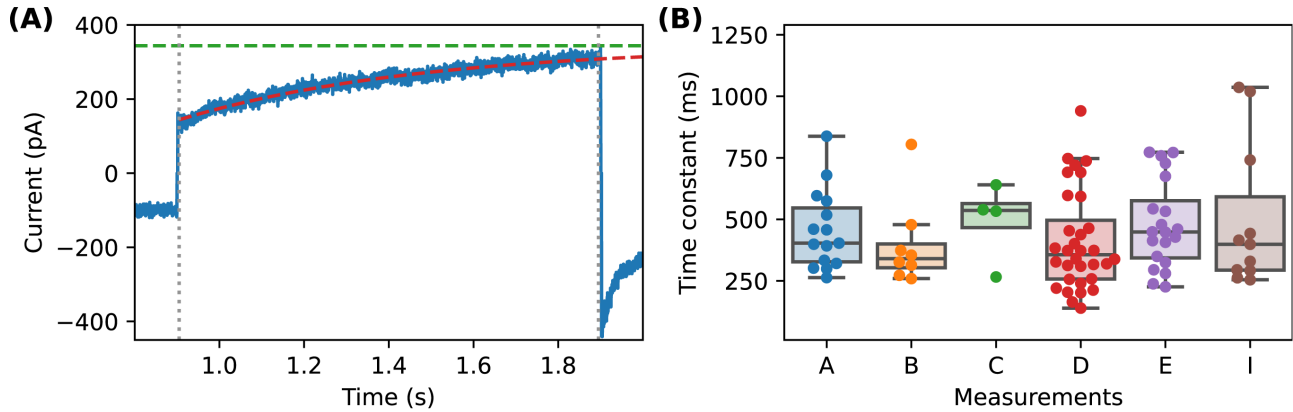 (A)
400
200
0
−200
−400
Current (pA)
1.0 1.2 1.4 1.6 1.8
Time (s)
(B)
1250
1000
750
500
250
Time constant (ms)
A B C D E I
Measurements